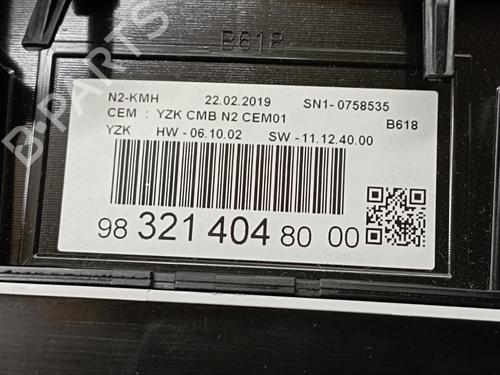 B618
N2-KMH 22.02.2019 SN1- 0758535
CEM : YZK CMB N2 CEM01
B618
YZK HW - 06.10.02 SW - 11.12.40.00
98 321 404 80 00
B-PARTS